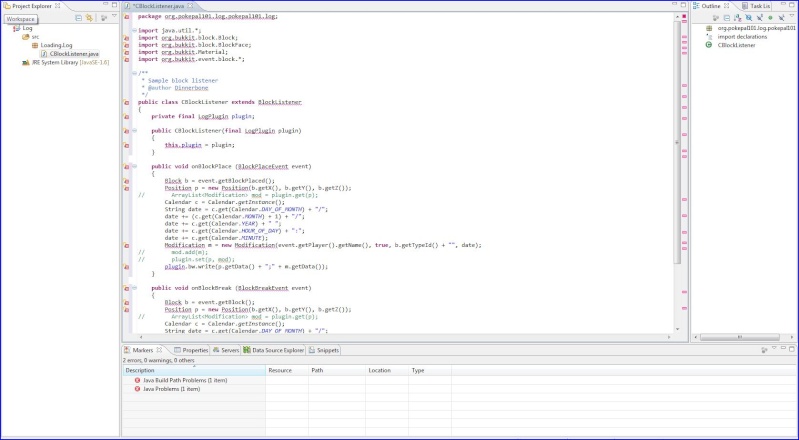 Project Explorer
Workspace
Log
src
Loading.Log
CBlockListener.java
JRE System Library [JavaSE-1.6]
*CBlockListener.java
package org.pokepal101.log.pokepal101.log;
import java.util.*;
import org.bukkit.block.Block;
import org.bukkit.block.BlockFace;
import org.bukkit.Material;
import org.bukkit.event.block.*;
/**
* Sample block listener
* @author Dinnerbone
*/
public class CBlockListener extends BlockListener
{
private final LogPlugin plugin;
public CBlockListener(final LogPlugin plugin)
{
this.plugin = plugin;
}
public void onBlockPlace (BlockPlaceEvent event)
{
Block b = event.getBlockPlaced();
Position p = new Position(b.getX(), b.getY(), b.getZ());
// ArrayList<Modification> mod = plugin.get(p);
Calendar c = Calendar.getInstance();
String date = c.get(Calendar.DAY_OF_MONTH) + "/";
date += (c.get(Calendar.MONTH) + 1) + "/";
date += c.get(Calendar.YEAR) + " ";
date += c.get(Calendar.HOUR_OF_DAY) + ":";
date += c.get(Calendar.MINUTE);
Modification m = new Modification(event.getPlayer().getName(), true, b.getTypeId() + "", date);
// mod.add(m);
// plugin.set(p, mod);
plugin.bw.write(p.getData() + ";" + m.getData());
}
public void onBlockBreak (BlockBreakEvent event)
{
Block b = event.getBlock();
Position p = new Position(b.getX(), b.getY(), b.getZ());
// ArrayList<Modification> mod = plugin.get(p);
Calendar c = Calendar.getInstance();
String date = c.get(Calendar.DAY_OF_MONTH) + "/";
Outline
Task Lis
org.pokepal101.log.pokepal101
import declarations
CBlockListener
Markers
Properties
Servers
Data Source Explorer
Snippets
2 errors, 0 warnings, 0 others
Description Resource Path Location Type
Java Build Path Problems (1 item)
Java Problems (1 item)